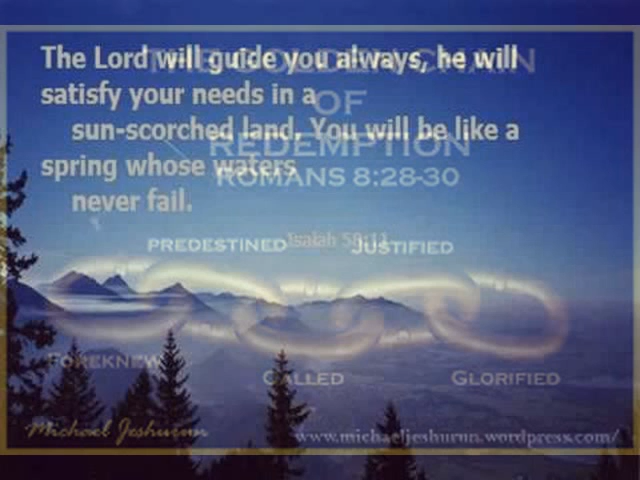 The Lord will guide you always, he will
satisfy your needs in a
sun-scorched land, You will be like a
spring whose waters
never fail.
Isaiah 58:11
THE GOLDEN CHAIN
OF
REDEMPTION
ROMANS 8:28-30
PREDESTINED JUSTIFIED
FOREKNEW CALLED GLORIFIED
Michael Jeshurun
www.michaeljeshurun.wordpress.com/